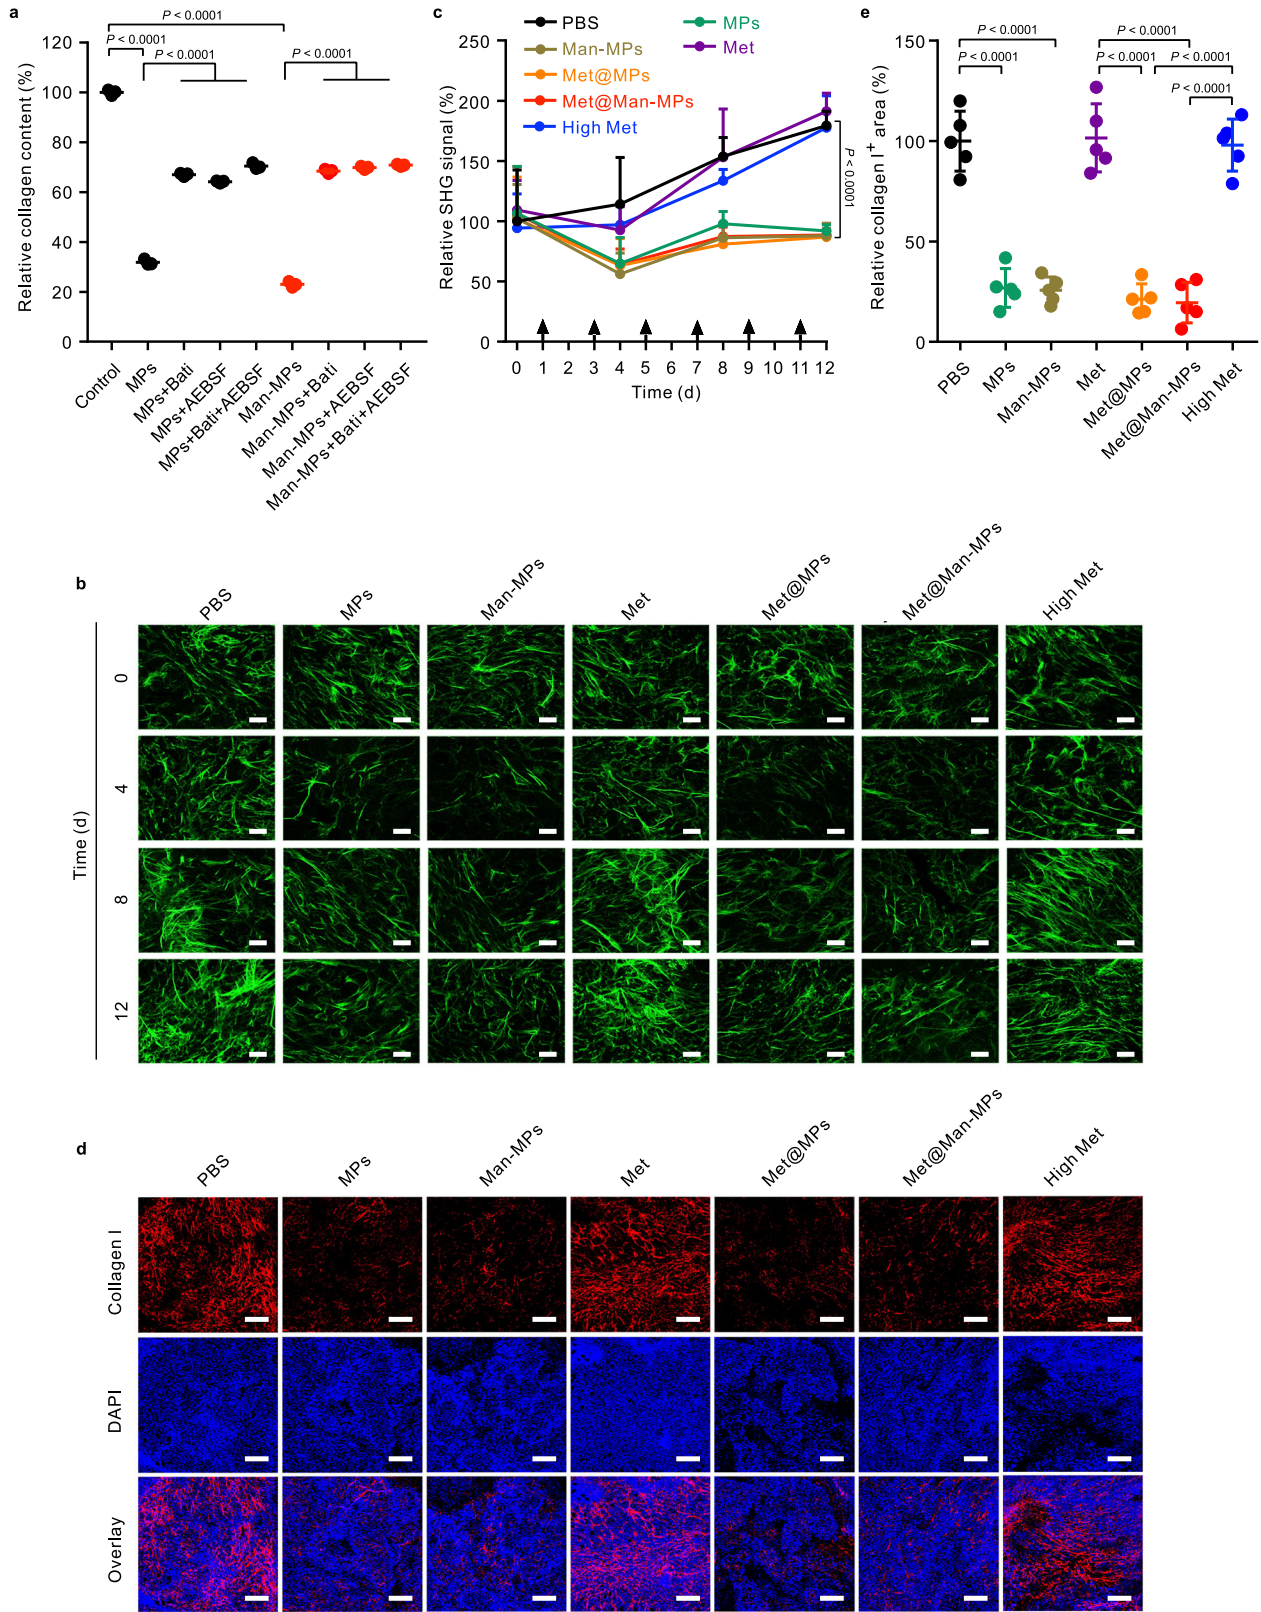 a
P < 0.0001
P < 0.0001
P < 0.0001
P < 0.0001
Relative collagen content (%)
120
100
80
60
40
20
0
Control
MPs
MPs+Bati
MPs+AEBSF
MPs+Bati+AEBSF
Man-MPs
Man-MPs+Bati
Man-MPs+AEBSF
Man-MPs+Bati+AEBSF
c
PBS
Man-MPs
Met@MPs
Met@Man-MPs
High Met
MPs
Met
Relative SHG signal (%)
250
200
150
100
50
0
P < 0.0001
0 1 2 3 4 5 6 7 8 9 10 11 12
Time (d)
e
P < 0.0001
P < 0.0001
P < 0.0001
P < 0.0001
P < 0.0001
P < 0.0001
Relative collagen I+ area (%)
150
100
50
0
PBS
MPs
Man-MPs
Met
Met@MPs
Met@Man-MPs
High Met
b
PBS
MPs
Man-MPs
Met
Met@MPs
Met@Man-MPs
High Met
Time (d)
0
4
8
12
d
PBS
MPs
Man-MPs
Met
Met@MPs
Met@Man-MPs
High Met
Collagen I
DAPI
Overlay